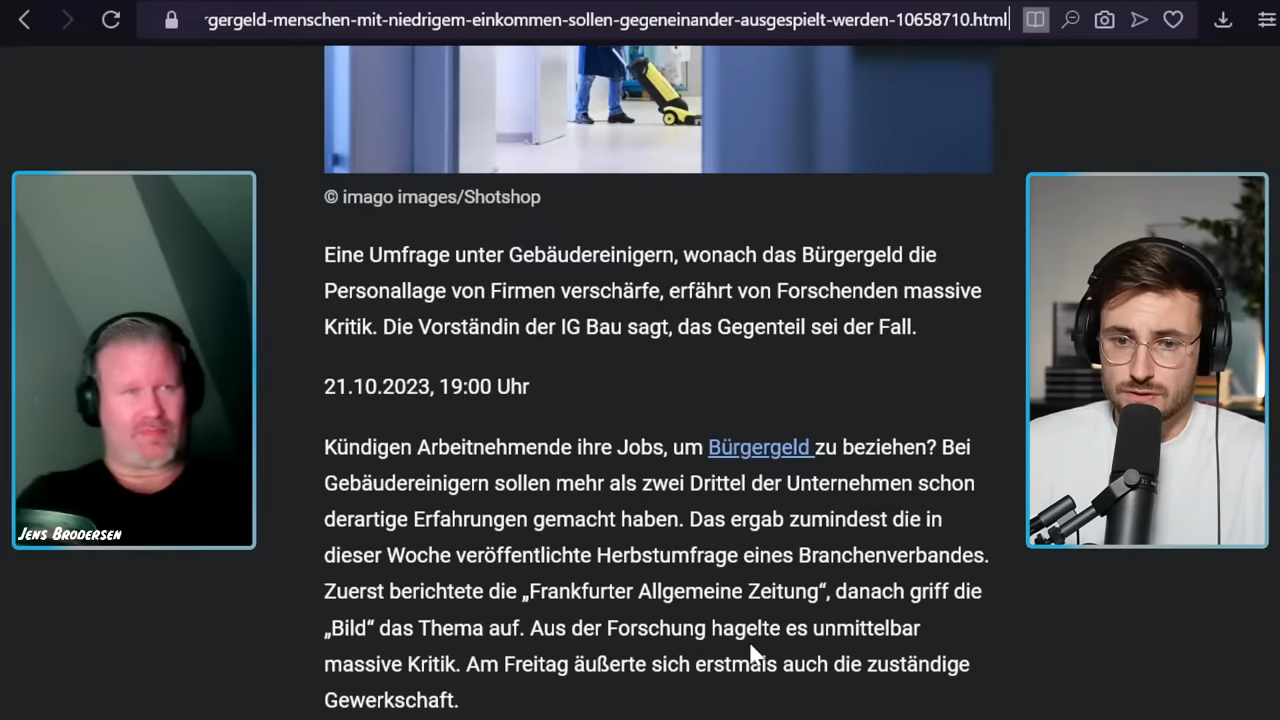 rgergeld-menschen-mit-niedrigem-einkommen-sollen-gegeneinander-ausgespielt-werden-10658710.html
© imago images/Shotshop
Eine Umfrage unter Gebäudereinigern, wonach das Bürgergeld die
Personallage von Firmen verschärfe, erfährt von Forschenden massive
Kritik. Die Vorständin der IG Bau sagt, das Gegenteil sei der Fall.
21.10.2023, 19:00 Uhr
Kündigen Arbeitnehmende ihre Jobs, um Bürgergeld zu beziehen? Bei
Gebäudereinigern sollen mehr als zwei Drittel der Unternehmen schon
derartige Erfahrungen gemacht haben. Das ergab zumindest die in
dieser Woche veröffentlichte Herbstumfrage eines Branchenverbandes.
Zuerst berichtete die „Frankfurter Allgemeine Zeitung“, danach griff die
„Bild“ das Thema auf. Aus der Forschung hagelte es unmittelbar
massive Kritik. Am Freitag äußerte sich erstmals auch die zuständige
Gewerkschaft.
Jens Brodersen